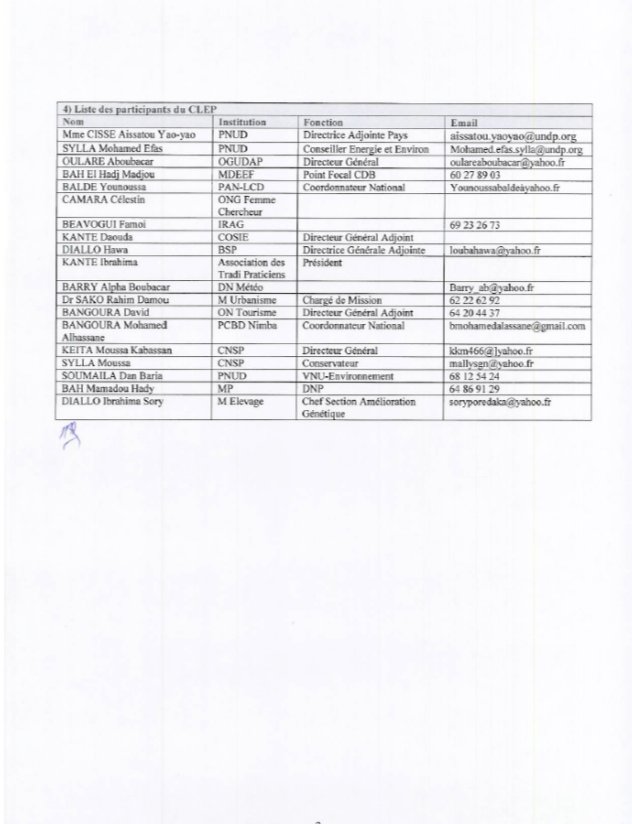 4) Liste des participants du CLEP
Nom Institution Fonction Email
Mme CISSE Aissatou Yao-yao PNUD Directrice Adjointe Pays aissatou.yaoyao@undp.org
SYLLA Mohamed Efas PNUD Conseiller Energie et Environ Mohamed.efas.sylla@undp.org
OULARE Aboubacar OGUDAP Directeur Général oulareaboubacar@yahoo.fr
BAH El Hadj Madjou MDEEF Point Focal CDB 60 27 89 03
BALDE Younoussa PAN-LCD Coordonnateur National Younoussabaldeàyahoo.fr
CAMARA Célestin ONG Femme
Chercheur
BEAVOGUI Famoi IRAG 69 23 26 73
KANTE Daouda COSIE Directeur Général Adjoint
DIALLO Hawa BSP Directrice Générale Adjointe loubahawa@yahoo.fr
KANTE Ibrahima Association des Président
Tradi Praticiens
BARRY Alpha Boubacar DN Météo Barry_ab@yahoo.fr
Dr SAKO Rahim Damou M Urbanisme Chargé de Mission 62 22 62 92
BANGOURA David ON Tourisme Directeur Général Adjoint 64 20 44 37
BANGOURA Mohamed PCBD Nimba Coordonnateur National bmohamedalassane@gmail.com
Alhassane
KEITA Moussa Kabassan CNSP Directeur Général kkm466@]yahoo.fr
SYLLA Moussa CNSP Conservateur mallysgn@yahoo.fr
SOUMAILA Dan Baria PNUD VNU-Environnement 68 12 54 24
BAH Mamadou Hady MP DNP 64 86 91 29
DIALLO Ibrahima Sory M Elevage Chef Section Amélioration soryporedaka@yahoo.fr
Génétique